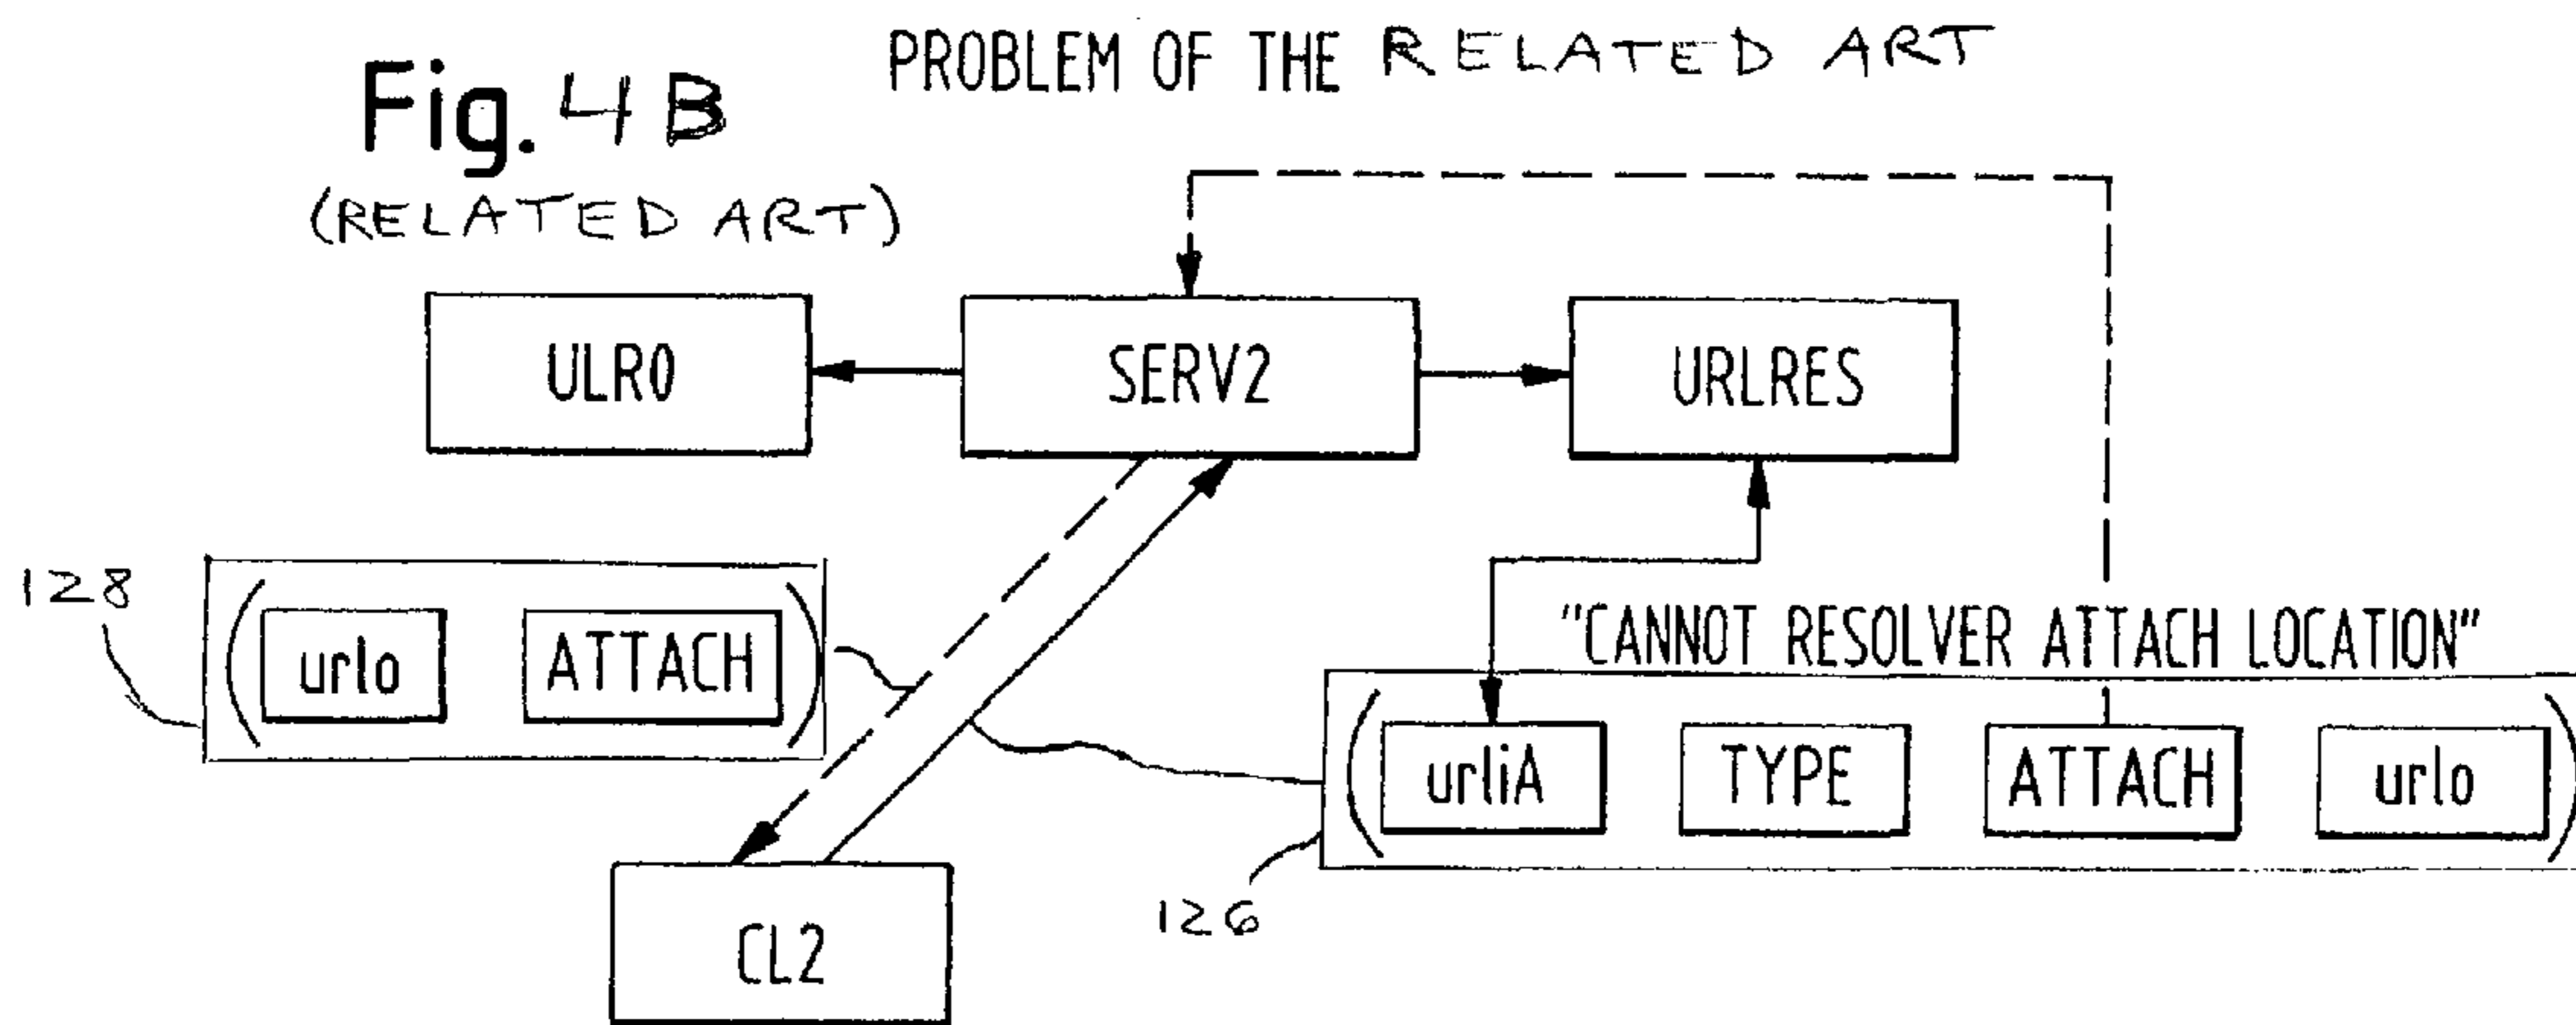 PROBLEM OF THE RELATED ART
Fig. 4B
(RELATED ART)
ULR0 SERV2 URLRES
128
(urlo ATTACH)
"CANNOT RESOLVER ATTACH LOCATION"
(urliA TYPE ATTACH urlo)
126
CL2